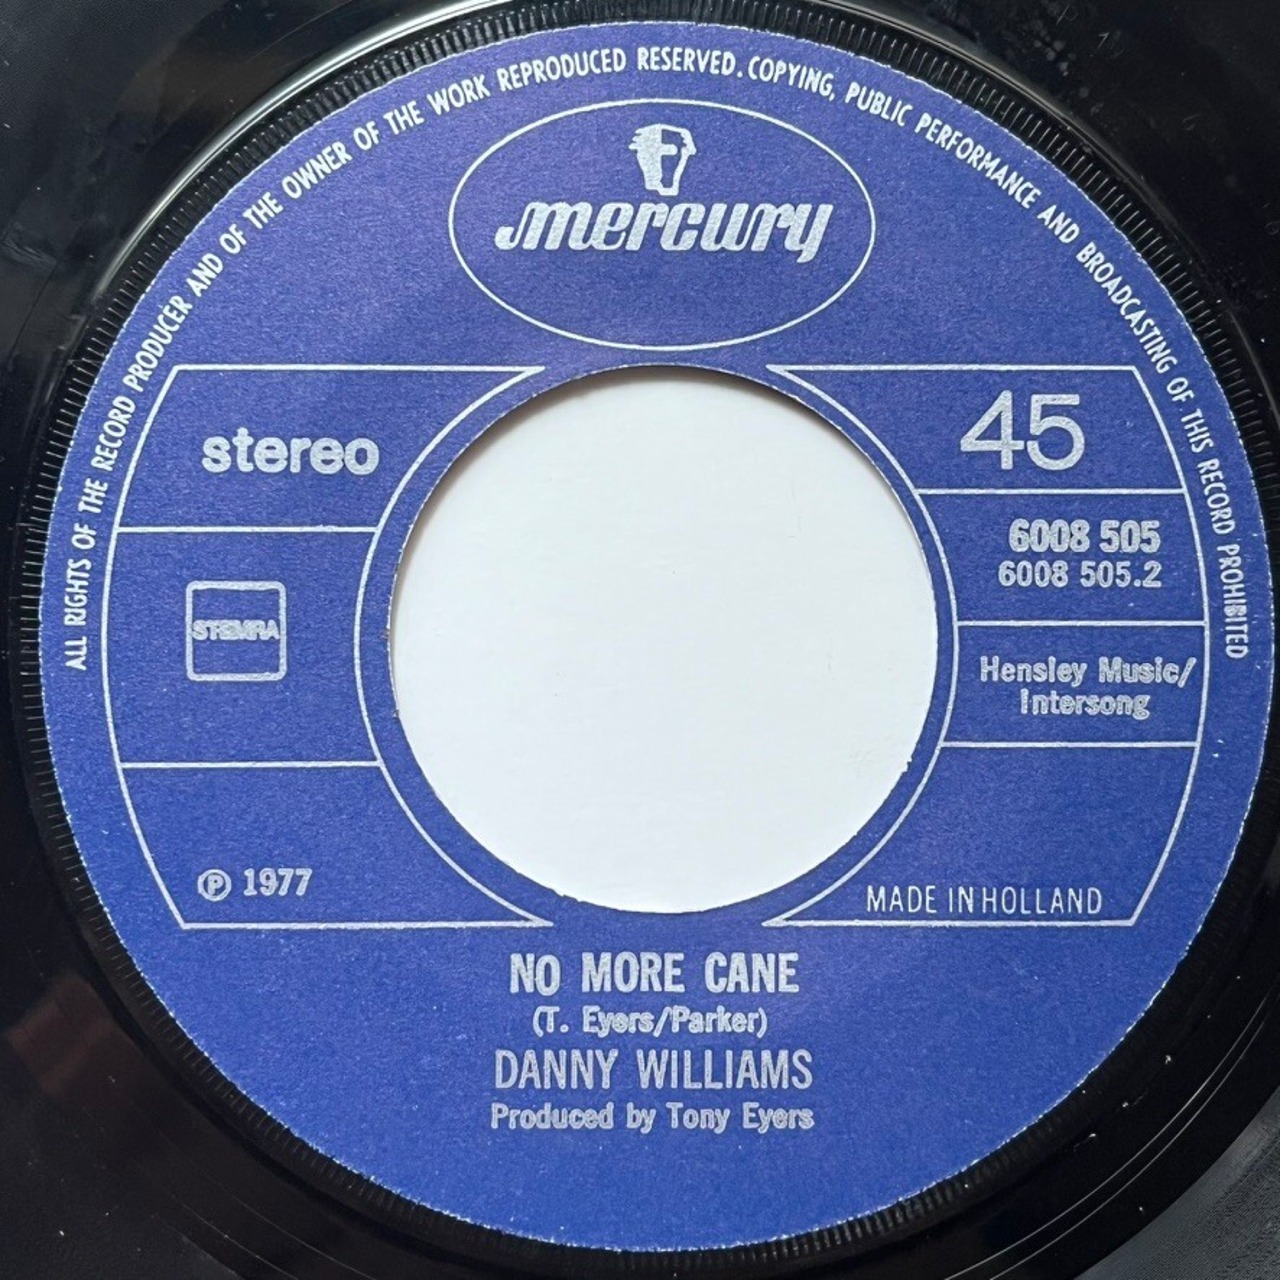 ALL RIGHTS OF THE RECORD PRODUCER AND OF THE OWNER OF THE WORK REPRODUCED RESERVED. COPYING, PUBLIC PERFORMANCE AND BROADCASTING OF THIS RECORD PROHIBITED
mercury
stereo
45
6008 505
6008 505.2
STEMRA
Hensley Music/
Intersong
℗ 1977
MADE IN HOLLAND
NO MORE CANE
(T. Eyers/Parker)
DANNY WILLIAMS
Produced by Tony Eyers